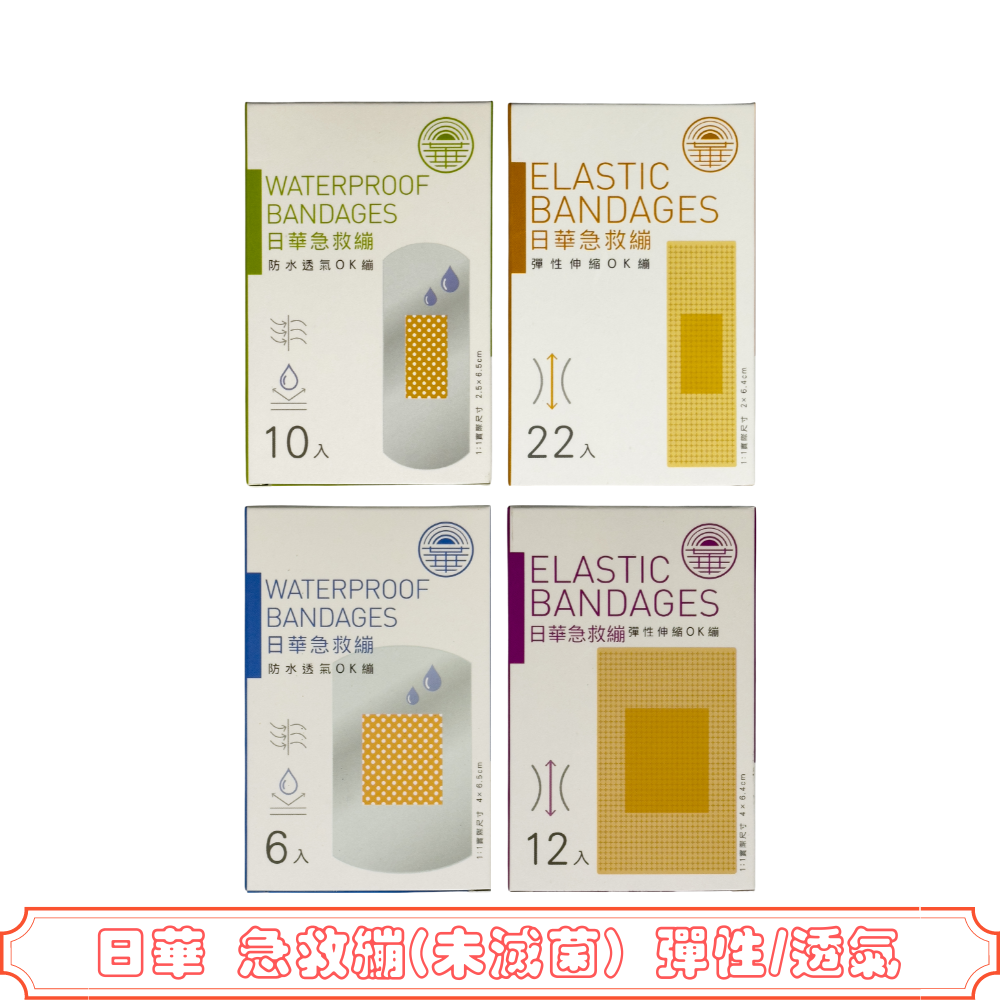 WATERPROOF
BANDAGES
日華急救繃
防水透氣OK繃
10入
1:1實際尺寸 2.5×6.5cm
ELASTIC
BANDAGES
日華急救繃
彈性伸縮OK繃
22入
1:1實際尺寸 2×6.4cm
WATERPROOF
BANDAGES
日華急救繃
防水透氣OK繃
6入
1:1實際尺寸 4×6.5cm
ELASTIC
BANDAGES
日華急救繃 彈性伸縮OK繃
12入
1:1實際尺寸 4×6.4cm
日華 急救繃(未滅菌) 彈性/透氣